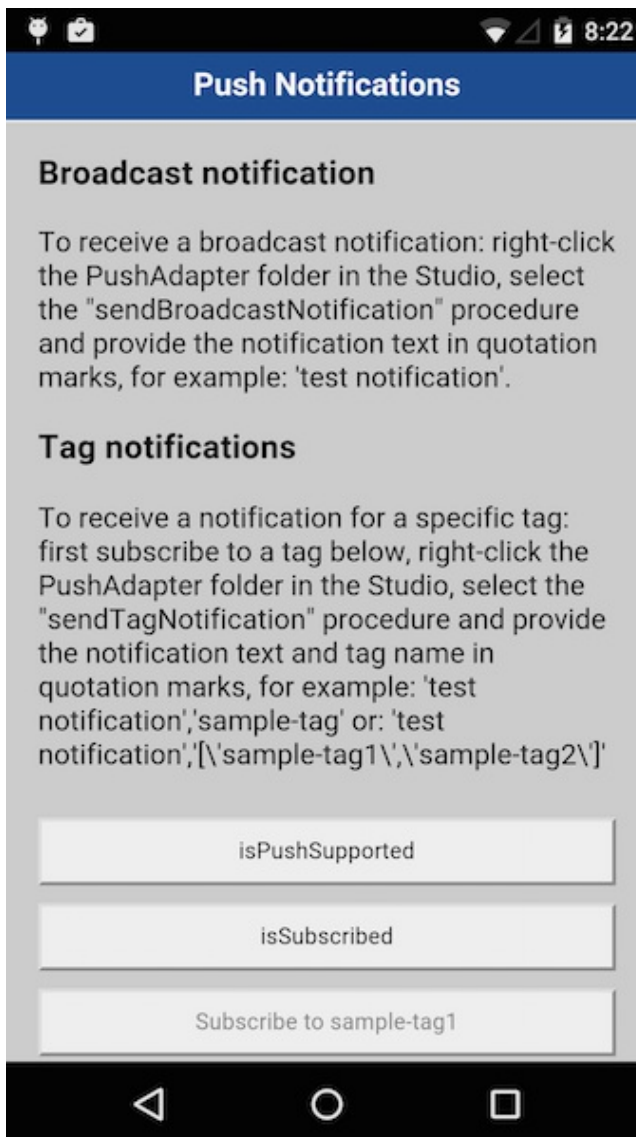 8:22
Push Notifications
Broadcast notification
To receive a broadcast notification: right-click
the PushAdapter folder in the Studio, select
the "sendBroadcastNotification" procedure
and provide the notification text in quotation
marks, for example: 'test notification'.
Tag notifications
To receive a notification for a specific tag:
first subscribe to a tag below, right-click the
PushAdapter folder in the Studio, select the
"sendTagNotification" procedure and provide
the notification text and tag name in
quotation marks, for example: 'test
notification','sample-tag' or: 'test
notification','[\'sample-tag1\',\'sample-tag2\']'
isPushSupported
isSubscribed
Subscribe to sample-tag1